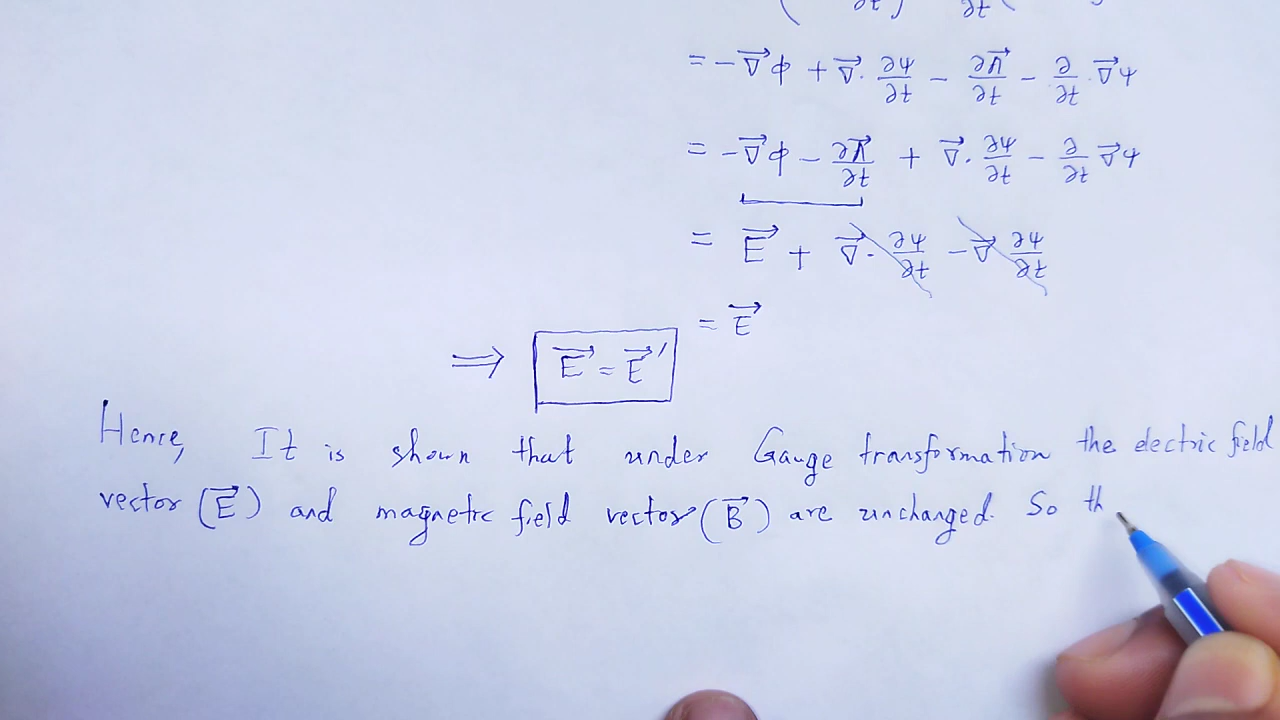 = -∇⃗ϕ + ∇⃗. ∂ψ/∂t - ∂A⃗/∂t - ∂/∂t . ∇⃗ψ
= -∇⃗ϕ - ∂A⃗/∂t + ∇⃗. ∂ψ/∂t - ∂/∂t ∇⃗ψ
= E⃗ + ∇⃗. ∂ψ/∂t - ∇⃗ ∂ψ/∂t
= E⃗
⟹ E⃗ = E⃗′
Hence, It is shown that under Gauge transformation the electric field
vector (E⃗) and magnetic field vector (B⃗) are unchanged. So th